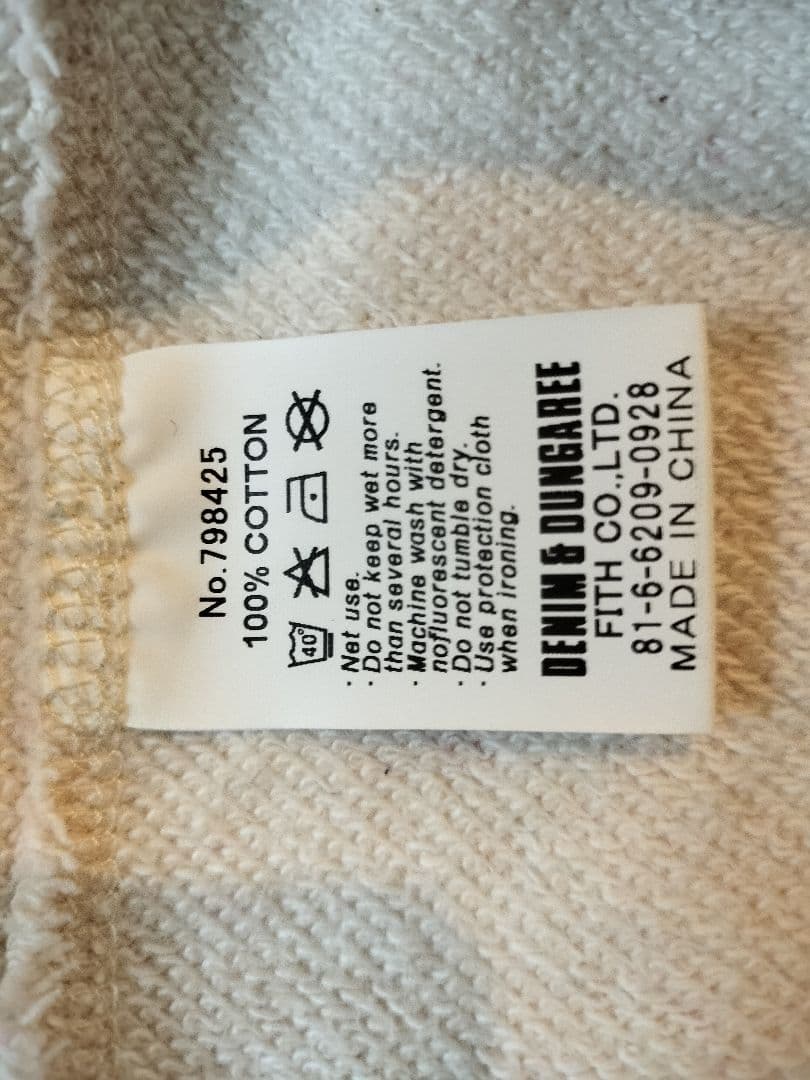 No.798425
100% COTTON
40°
· Net use.
· Do not keep wet more
than saveral hours.
· Machine wash with
nofluorescent detergent.
· Do not tumble dry.
· Use protection cloth
when ironing.
DENIM & DUNGAREE
FITH CO.,LTD.
81-6-6209-0928
MADE IN CHINA